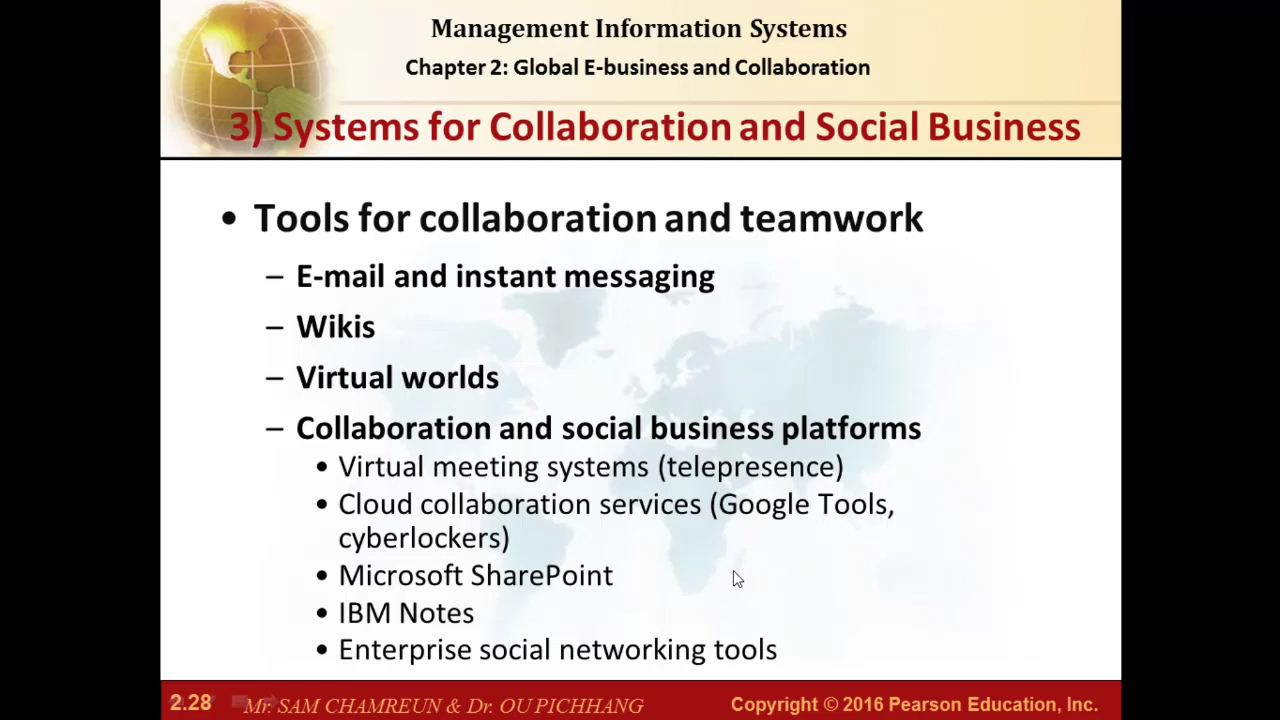 Management Information Systems
Chapter 2: Global E-business and Collaboration
3) Systems for Collaboration and Social Business
• Tools for collaboration and teamwork
– E-mail and instant messaging
– Wikis
– Virtual worlds
– Collaboration and social business platforms
• Virtual meeting systems (telepresence)
• Cloud collaboration services (Google Tools,
cyberlockers)
• Microsoft SharePoint
• IBM Notes
• Enterprise social networking tools
2.28 Mr. SAM CHAMREUN & Dr. OU PICHHANG Copyright © 2016 Pearson Education, Inc.